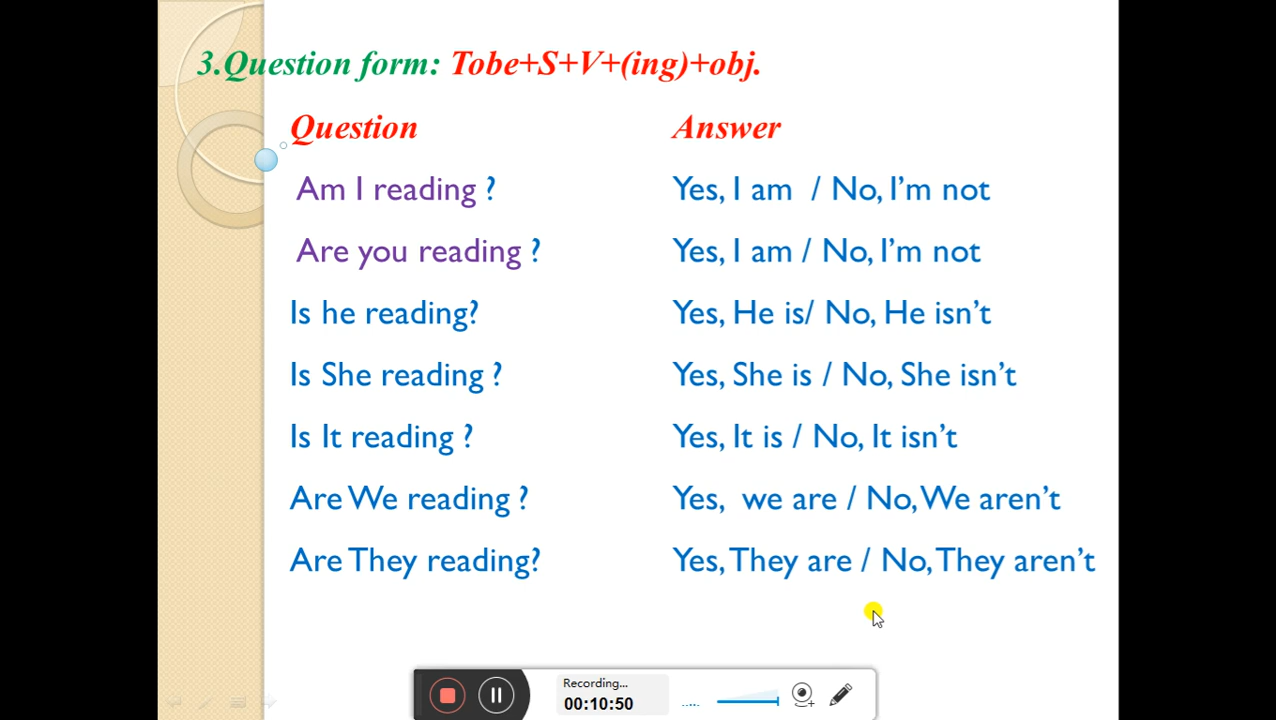 3.Question form: Tobe+S+V+(ing)+obj.
Question Answer
Am I reading ? Yes, I am / No, I'm not
Are you reading ? Yes, I am / No, I'm not
Is he reading? Yes, He is/ No, He isn't
Is She reading ? Yes, She is / No, She isn't
Is It reading ? Yes, It is / No, It isn't
Are We reading ? Yes, we are / No, We aren't
Are They reading? Yes, They are / No, They aren't
Recording...
00:10:50